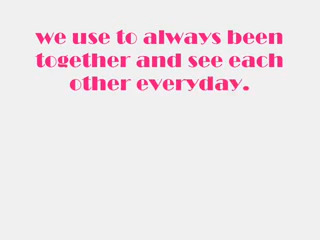 we use to always been
together and see each
other everyday.